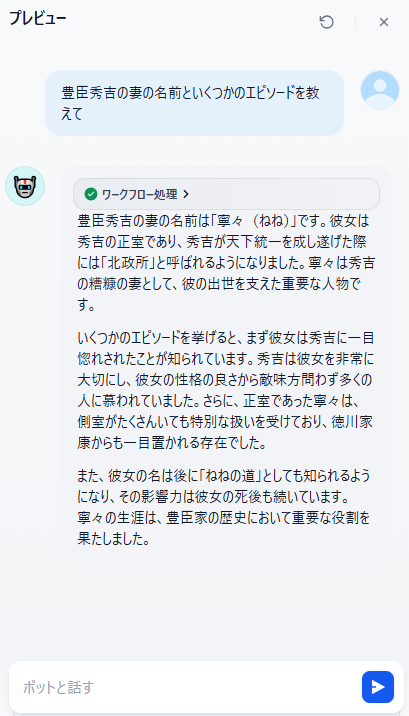 プレビュー
豊臣秀吉の妻の名前といくつかのエピソードを教
えて
ワークフロー処理
豊臣秀吉の妻の名前は「寧々（ねね）」です。彼女は
秀吉の正室であり、秀吉が天下統一を成し遂げた際
には「北政所」と呼ばれるようになりました。寧々は秀吉
の糟糠の妻として、彼の出世を支えた重要な人物で
す。
いくつかのエピソードを挙げると、まず彼女は秀吉に一目
惚れされたことが知られています。秀吉は彼女を非常に
大切にし、彼女の性格の良さから敵味方問わず多くの
人に慕われていました。さらに、正室であった寧々は、
側室がたくさんいても特別な扱いを受けており、徳川家
康からも一目置かれる存在でした。
また、彼女の名は後に「ねねの道」としても知られるよう
になり、その影響力は彼女の死後も続いています。
寧々の生涯は、豊臣家の歴史において重要な役割を
果たしました。
ボットと話す